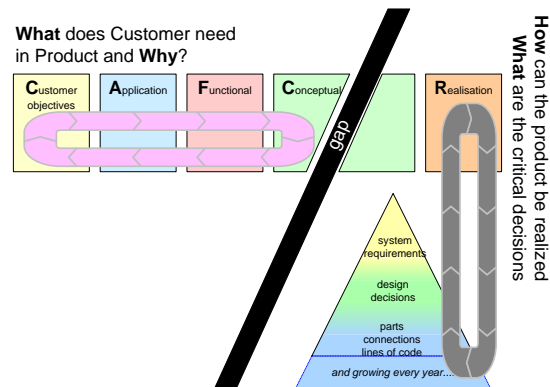 What does Customer need
in Product and Why?
Customer
objectives
Application
Functional
Conceptual
Realisation
gap
How can the product be realized
What are the critical decisions
system
requirements
design
decisions
parts
connections
lines of code
and growing every year....